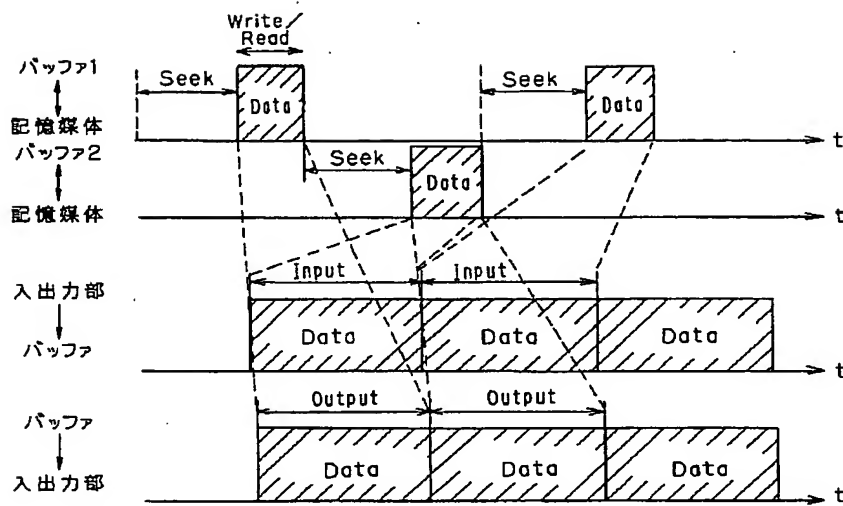 Write/
Read
バッファ1
Seek
Data
Seek
Data
記憶媒体
t
バッファ2
Seek
Data
記憶媒体
t
Input
Input
入出力部
Data
Data
Data
バッファ
t
Output
Output
バッファ
Data
Data
Data
入出力部
t